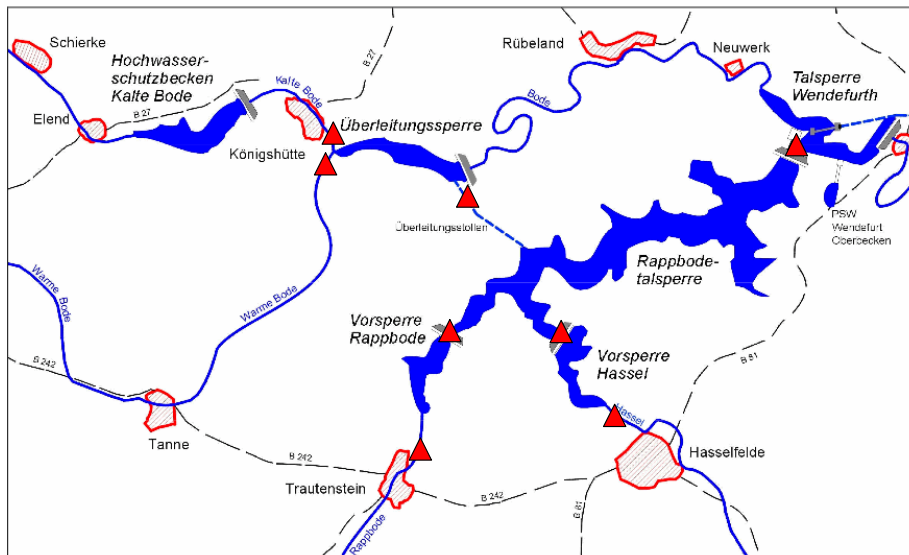 Schierke
Hochwasser-
schutzbecken
Kalte Bode
B 27
Rübeland
Neuwerk
Talsperre
Wendefurth
Elend
B 27
Kalte Bode
Königshütte
Überleitungssperre
Bode
Überleitungsstollen
PSW
Wendefurt
Oberbecken
Rappbode-
talsperre
Warme Bode
Warme Bode
Vorsperre
Rappbode
Vorsperre
Hassel
B 81
B 242
Tanne
Hassel
Hasselfelde
B 242
Trautenstein
B 242
B 81
Rappbode